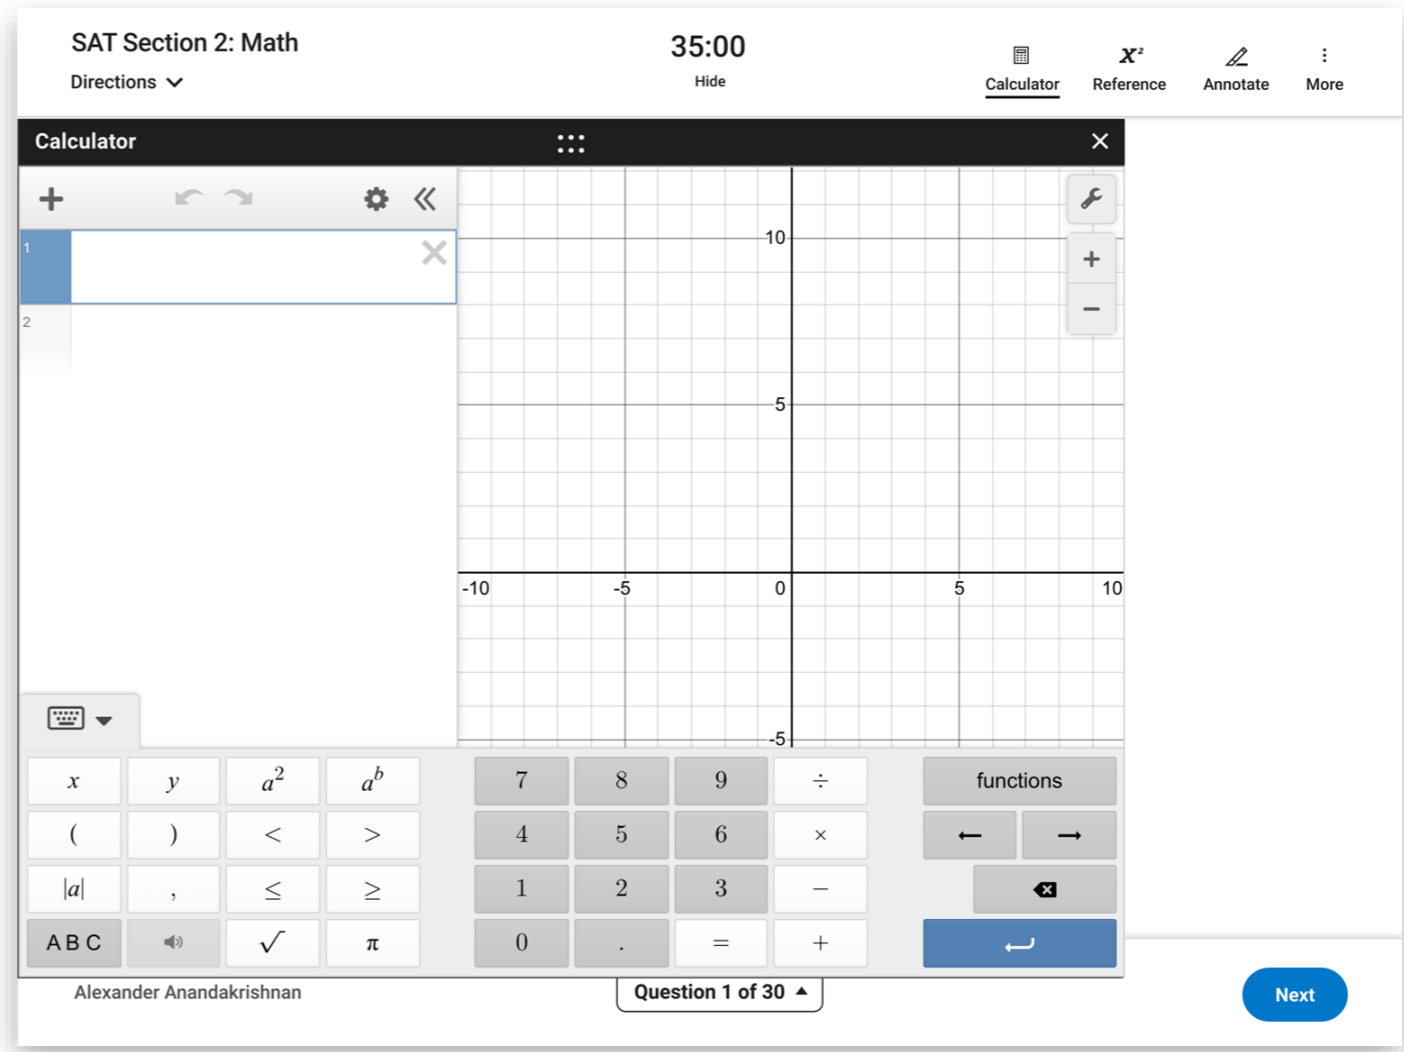 SAT Section 2: Math
Directions
35:00
Hide
Calculator
X²
Reference
Annotate
More
Calculator
1
2
10
5
-10
-5
0
5
10
-5
x y a² aᵇ 7 8 9 ÷ functions
( ) < > 4 5 6 × ← →
|a| , ≤ ≥ 1 2 3 −
A B C √ π 0 . = +
Alexander Anandakrishnan
Question 1 of 30
Next